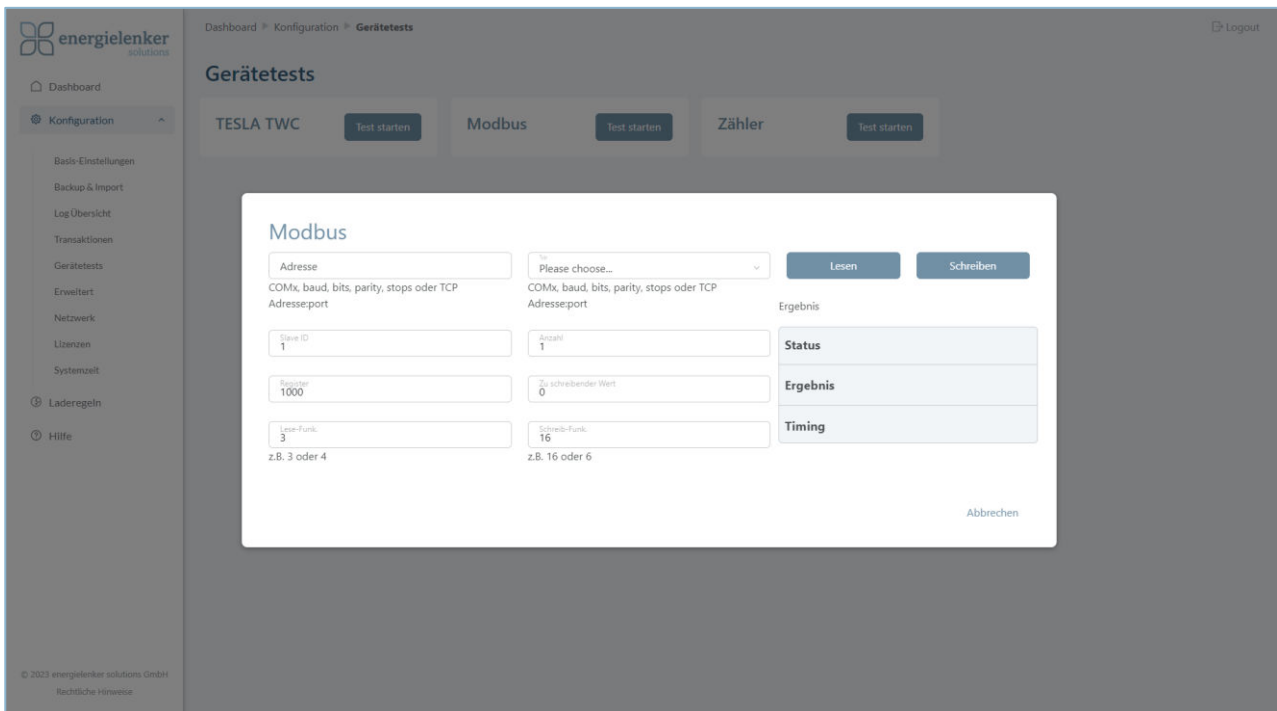 energielenker
solutions
Dashboard
Konfiguration
Basis-Einstellungen
Backup & Import
Log Übersicht
Transaktionen
Gerätetests
Erweitert
Netzwerk
Lizenzen
Systemzeit
Laderegeln
Hilfe
© 2023 energielenker solutions GmbH
Rechtliche Hinweise
Dashboard Konfiguration Gerätetests
Logout
Gerätetests
TESLA TWC Test starten
Modbus Test starten
Zähler Test starten
Modbus
Adresse
COMx, baud, bits, parity, stops oder TCP
Adresse:port
Please choose...
COMx, baud, bits, parity, stops oder TCP
Adresse:port
Lesen
Schreiben
Slave ID
1
Anzahl
1
Register
1000
Zu schreibender Wert
0
Lese-Funk.
3
z.B. 3 oder 4
Schreib-Funk.
16
z.B. 16 oder 6
Ergebnis
Status
Ergebnis
Timing
Abbrechen